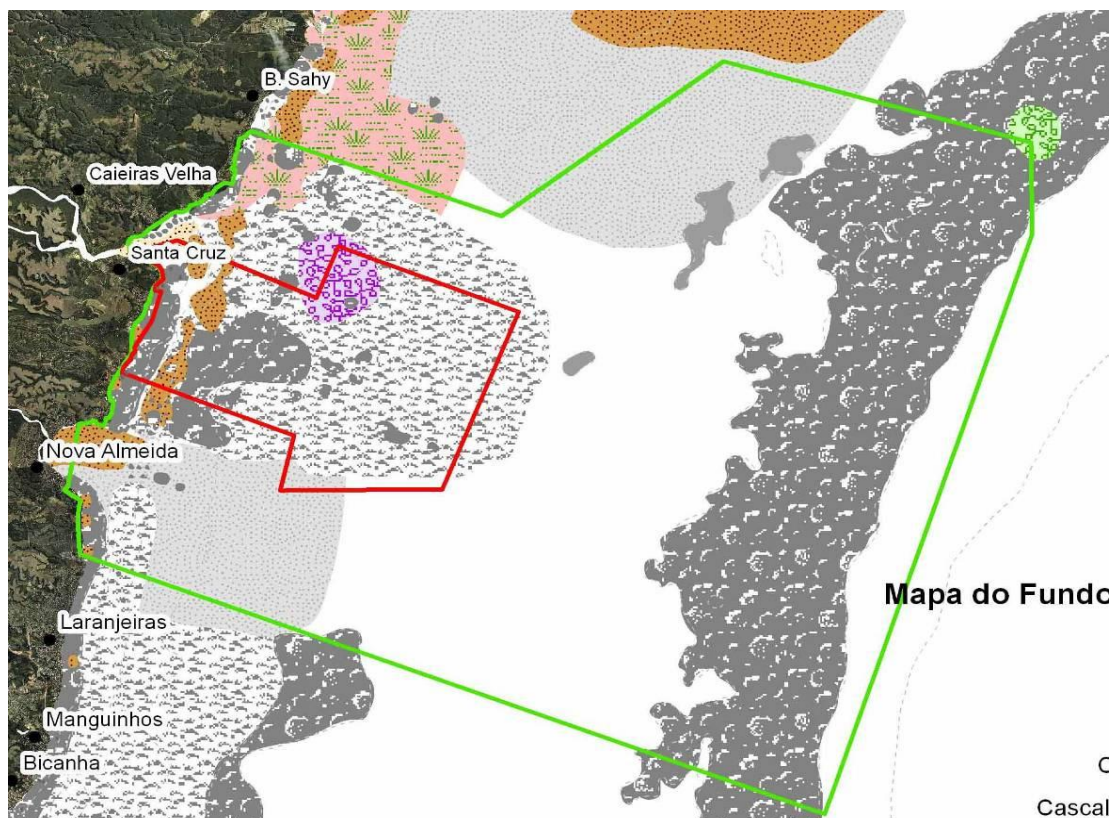 B. Sahy
Caieiras Velha
Santa Cruz
Nova Almeida
Mapa do Fundo
Laranjeiras
Manguinhos
Bicanha
C
Cascal